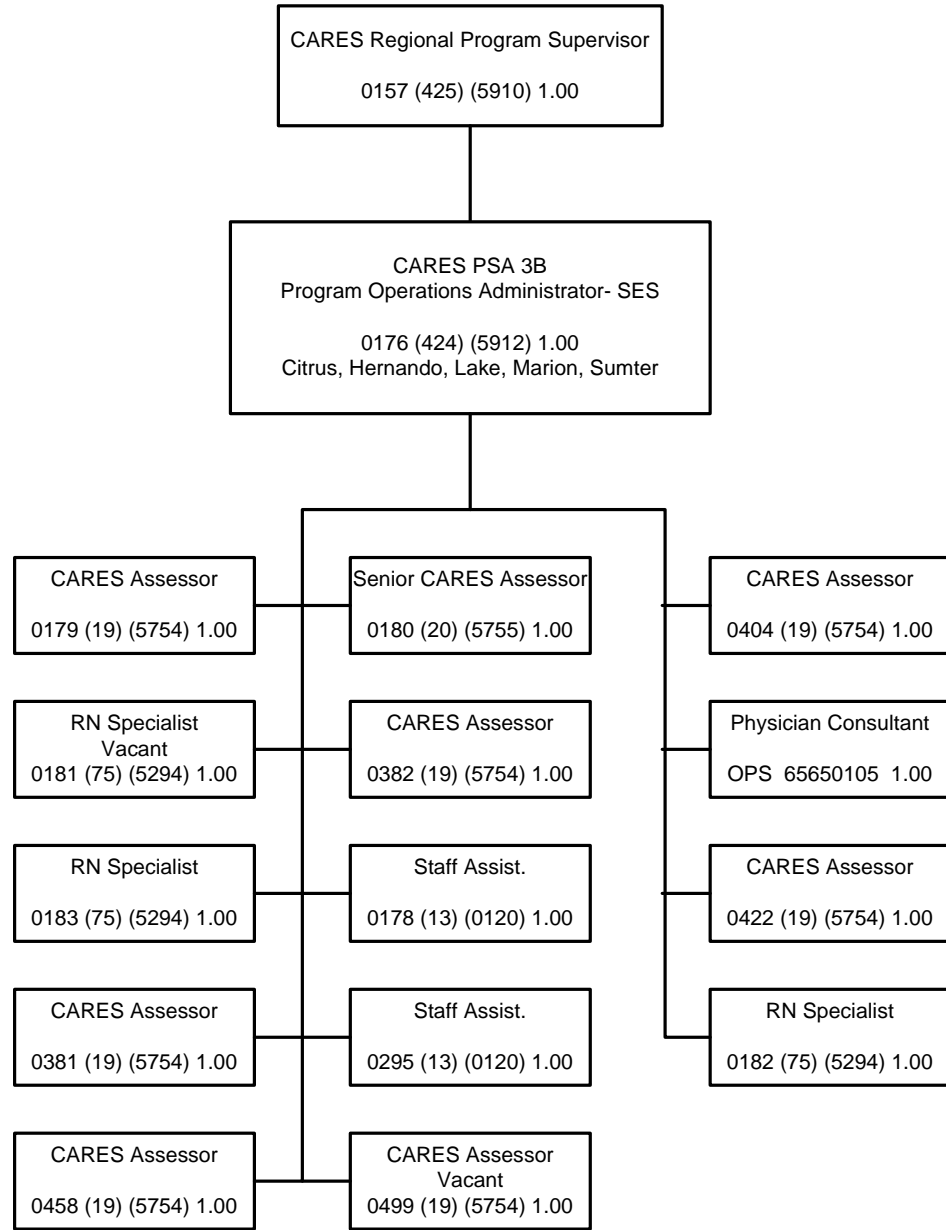 CARES Regional Program Supervisor
0157 (425) (5910) 1.00
CARES PSA 3B
Program Operations Administrator- SES
0176 (424) (5912) 1.00
Citrus, Hernando, Lake, Marion, Sumter
CARES Assessor
0179 (19) (5754) 1.00
Senior CARES Assessor
0180 (20) (5755) 1.00
CARES Assessor
0404 (19) (5754) 1.00
RN Specialist
Vacant
0181 (75) (5294) 1.00
CARES Assessor
0382 (19) (5754) 1.00
Physician Consultant
OPS 65650105 1.00
RN Specialist
0183 (75) (5294) 1.00
Staff Assist.
0178 (13) (0120) 1.00
CARES Assessor
0422 (19) (5754) 1.00
CARES Assessor
0381 (19) (5754) 1.00
Staff Assist.
0295 (13) (0120) 1.00
RN Specialist
0182 (75) (5294) 1.00
CARES Assessor
0458 (19) (5754) 1.00
CARES Assessor
Vacant
0499 (19) (5754) 1.00